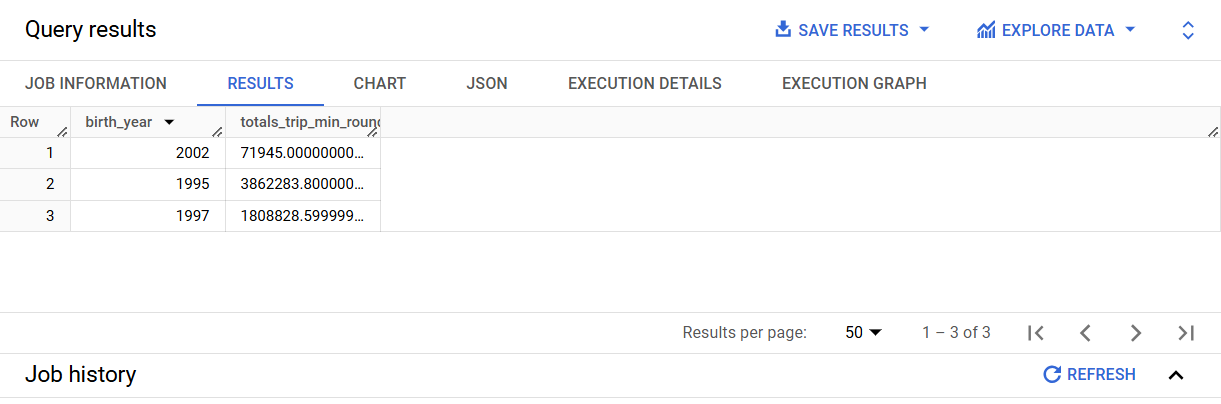 Query results
SAVE RESULTS
EXPLORE DATA
JOB INFORMATION RESULTS CHART JSON EXECUTION DETAILS EXECUTION GRAPH
Row birth_year totals_trip_min_round
1 2002 71945.00000000...
2 1995 3862283.800000...
3 1997 1808828.599999...
Results per page: 50 1 – 3 of 3
Job history REFRESH